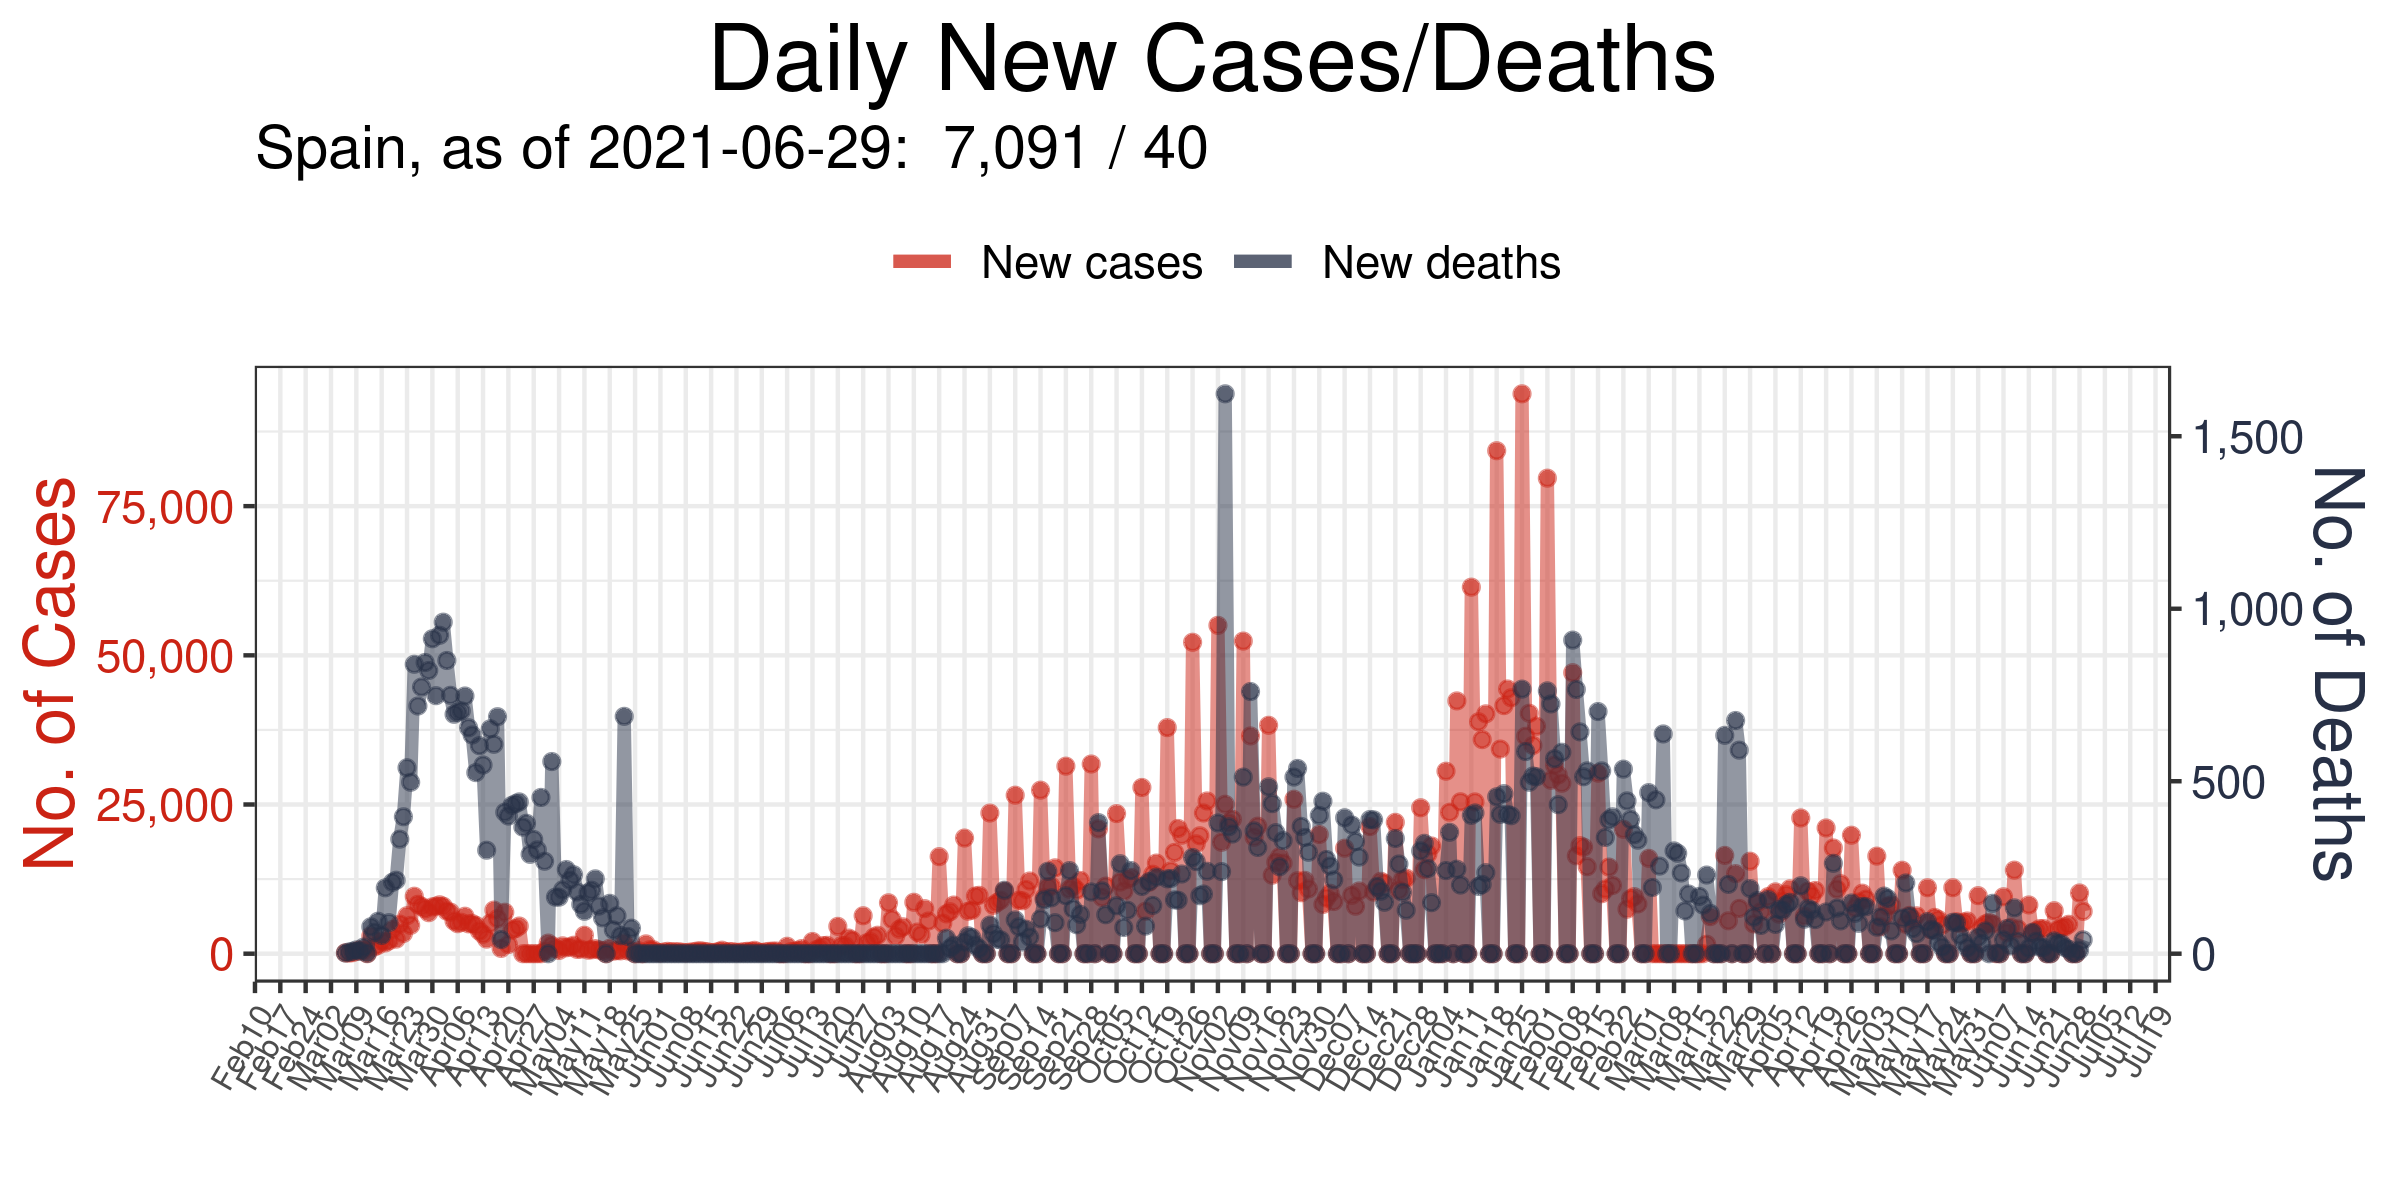 Daily New Cases/Deaths
Spain, as of 2021-06-29:  7,091 / 40
New cases
New deaths
No. of Cases
75,000
50,000
25,000
0
1,500
1,000
500
0
No. of Deaths
Feb10
Feb17
Feb24
Mar02
Mar09
Mar16
Mar23
Mar30
Apr06
Apr13
Apr20
Apr27
May04
May11
May18
May25
Jun01
Jun08
Jun15
Jun22
Jun29
Jul06
Jul13
Jul20
Jul27
Aug03
Aug10
Aug17
Aug24
Aug31
Sep07
Sep14
Sep21
Sep28
Oct05
Oct12
Oct19
Oct26
Nov02
Nov09
Nov16
Nov23
Nov30
Dec07
Dec14
Dec21
Dec28
Jan04
Jan11
Jan18
Jan25
Feb01
Feb08
Feb15
Feb22
Mar01
Mar08
Mar15
Mar22
Mar29
Apr05
Apr12
Apr19
Apr26
May03
May10
May17
May24
May31
Jun07
Jun14
Jun21
Jun28
Jul05
Jul12
Jul19